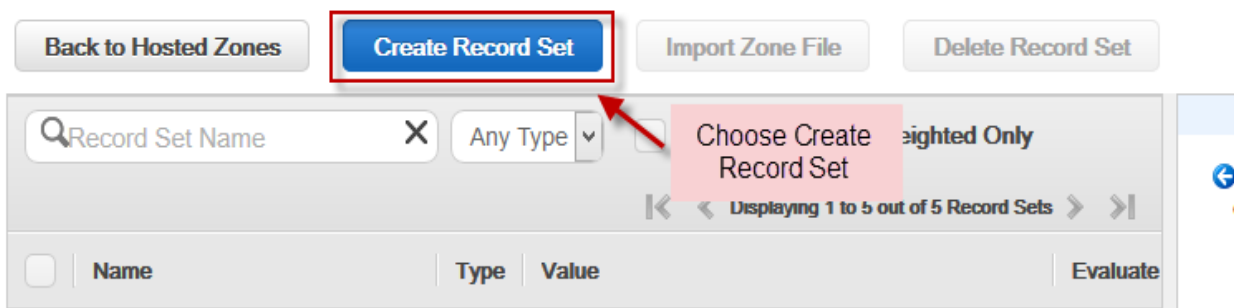 Back to Hosted Zones Create Record Set Import Zone File Delete Record Set
Record Set Name Any Type eighted Only
Choose Create
Record Set
Displaying 1 to 5 out of 5 Record Sets
Name Type Value Evaluate